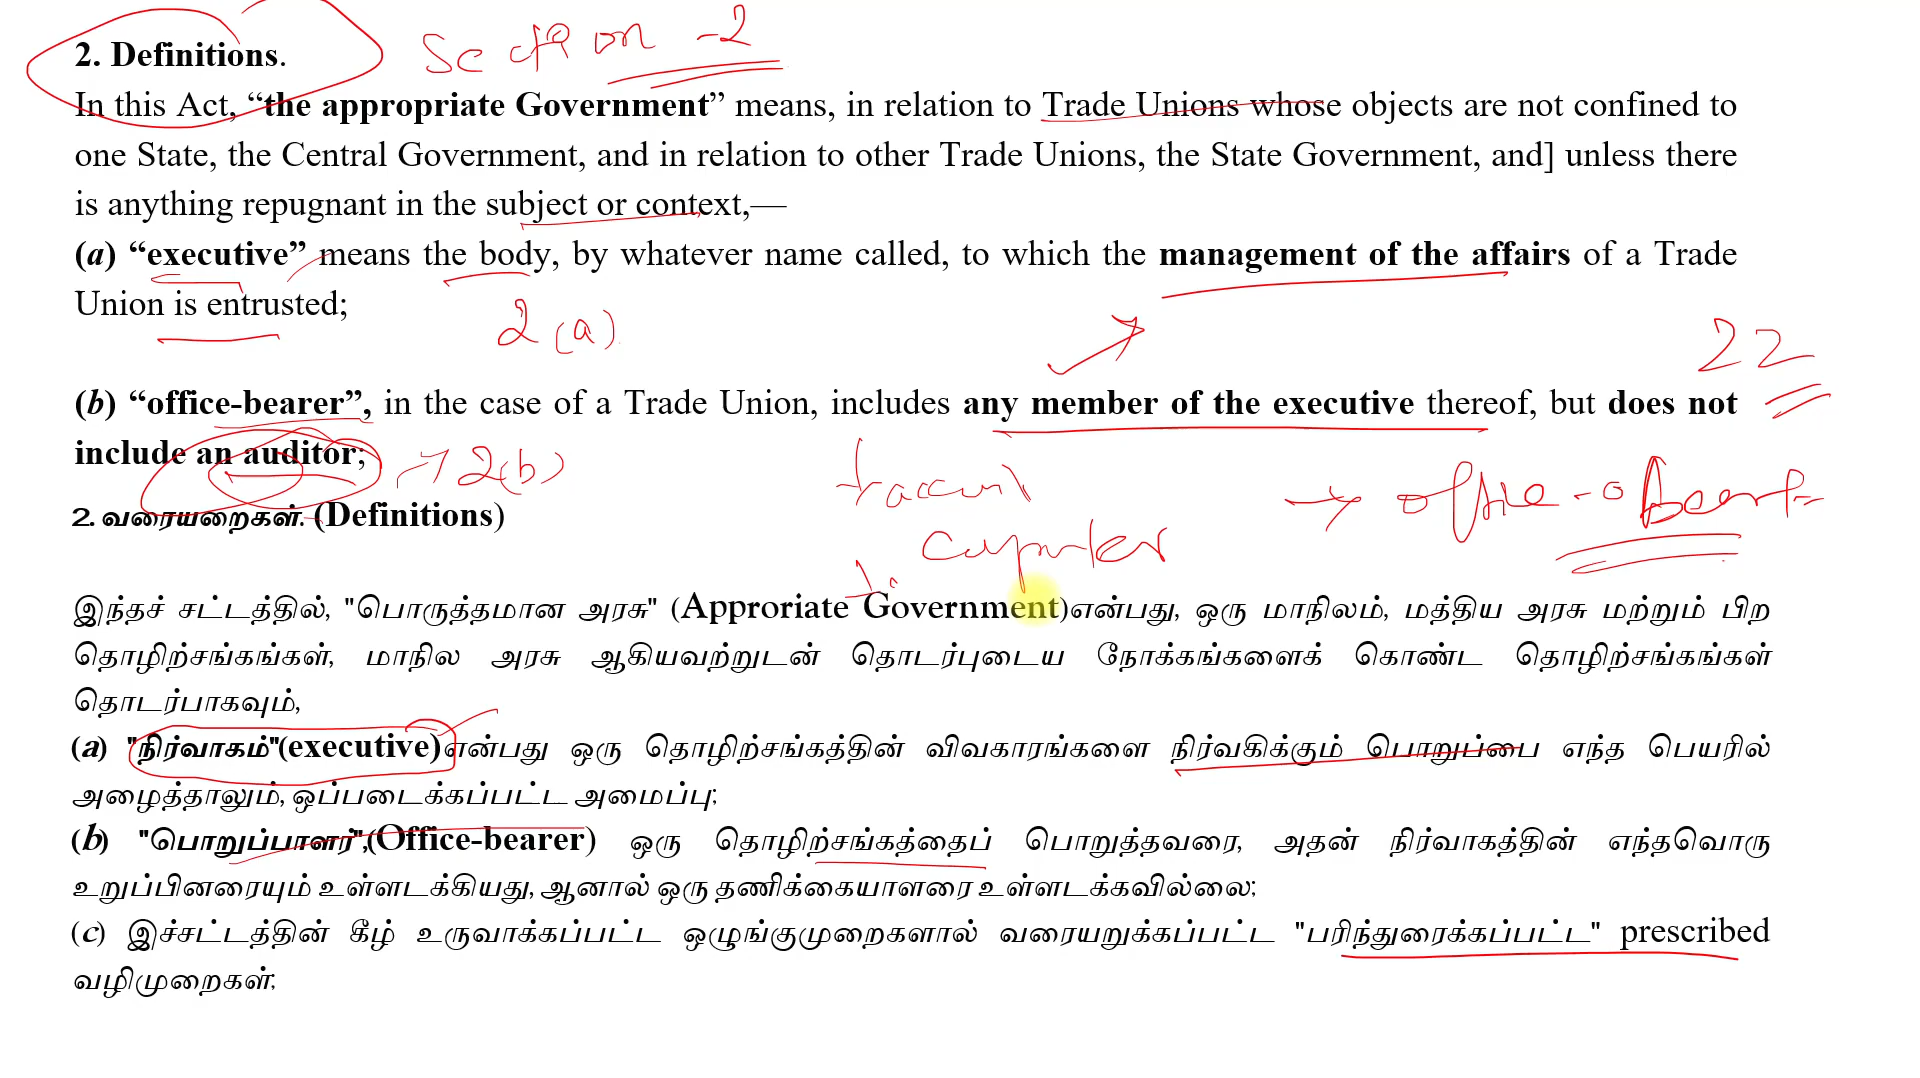 2. Definitions. Section -2
In this Act, “the appropriate Government” means, in relation to Trade Unions whose objects are not confined to
one State, the Central Government, and in relation to other Trade Unions, the State Government, and] unless there
is anything repugnant in the subject or context,—
(a) “executive” means the body, by whatever name called, to which the management of the affairs of a Trade
Union is entrusted;
2(a)
22
(b) “office-bearer”, in the case of a Trade Union, includes any member of the executive thereof, but does not
include an auditor; 2(b)
2. வரையறைகள். (Definitions)
இந்தச் சட்டத்தில், "பொருத்தமான அரசு" (Approriate Government)என்பது, ஒரு மாநிலம், மத்திய அரசு மற்றும் பிற
தொழிற்சங்கங்கள், மாநில அரசு ஆகியவற்றுடன் தொடர்புடைய நோக்கங்களைக் கொண்ட தொழிற்சங்கங்கள்
தொடர்பாகவும்,
(a) "நிர்வாகம்"(executive)என்பது ஒரு தொழிற்சங்கத்தின் விவகாரங்களை நிர்வகிக்கும் பொறுப்பை எந்த பெயரில்
அழைத்தாலும், ஒப்படைக்கப்பட்ட அமைப்பு;
(b) "பொறுப்பாளர்",(Office-bearer) ஒரு தொழிற்சங்கத்தைப் பொறுத்தவரை, அதன் நிர்வாகத்தின் எந்தவொரு
உறுப்பினரையும் உள்ளடக்கியது, ஆனால் ஒரு தணிக்கையாளரை உள்ளடக்கவில்லை;
(c) இச்சட்டத்தின் கீழ் உருவாக்கப்பட்ட ஒழுங்குமுறைகளால் வரையறுக்கப்பட்ட "பரிந்துரைக்கப்பட்ட" prescribed
வழிமுறைகள்;